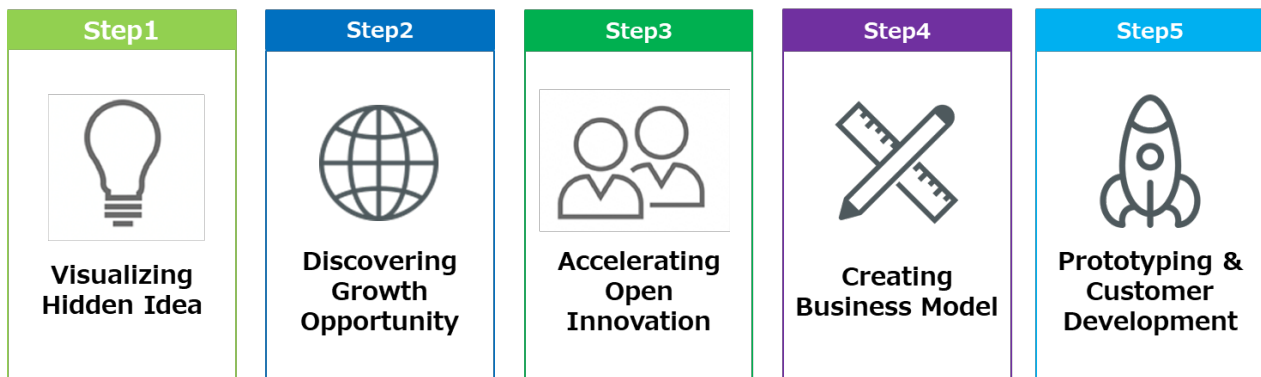 Step1
Visualizing
Hidden Idea
Step2
Discovering
Growth
Opportunity
Step3
Accelerating
Open
Innovation
Step4
Creating
Business Model
Step5
Prototyping &
Customer
Development